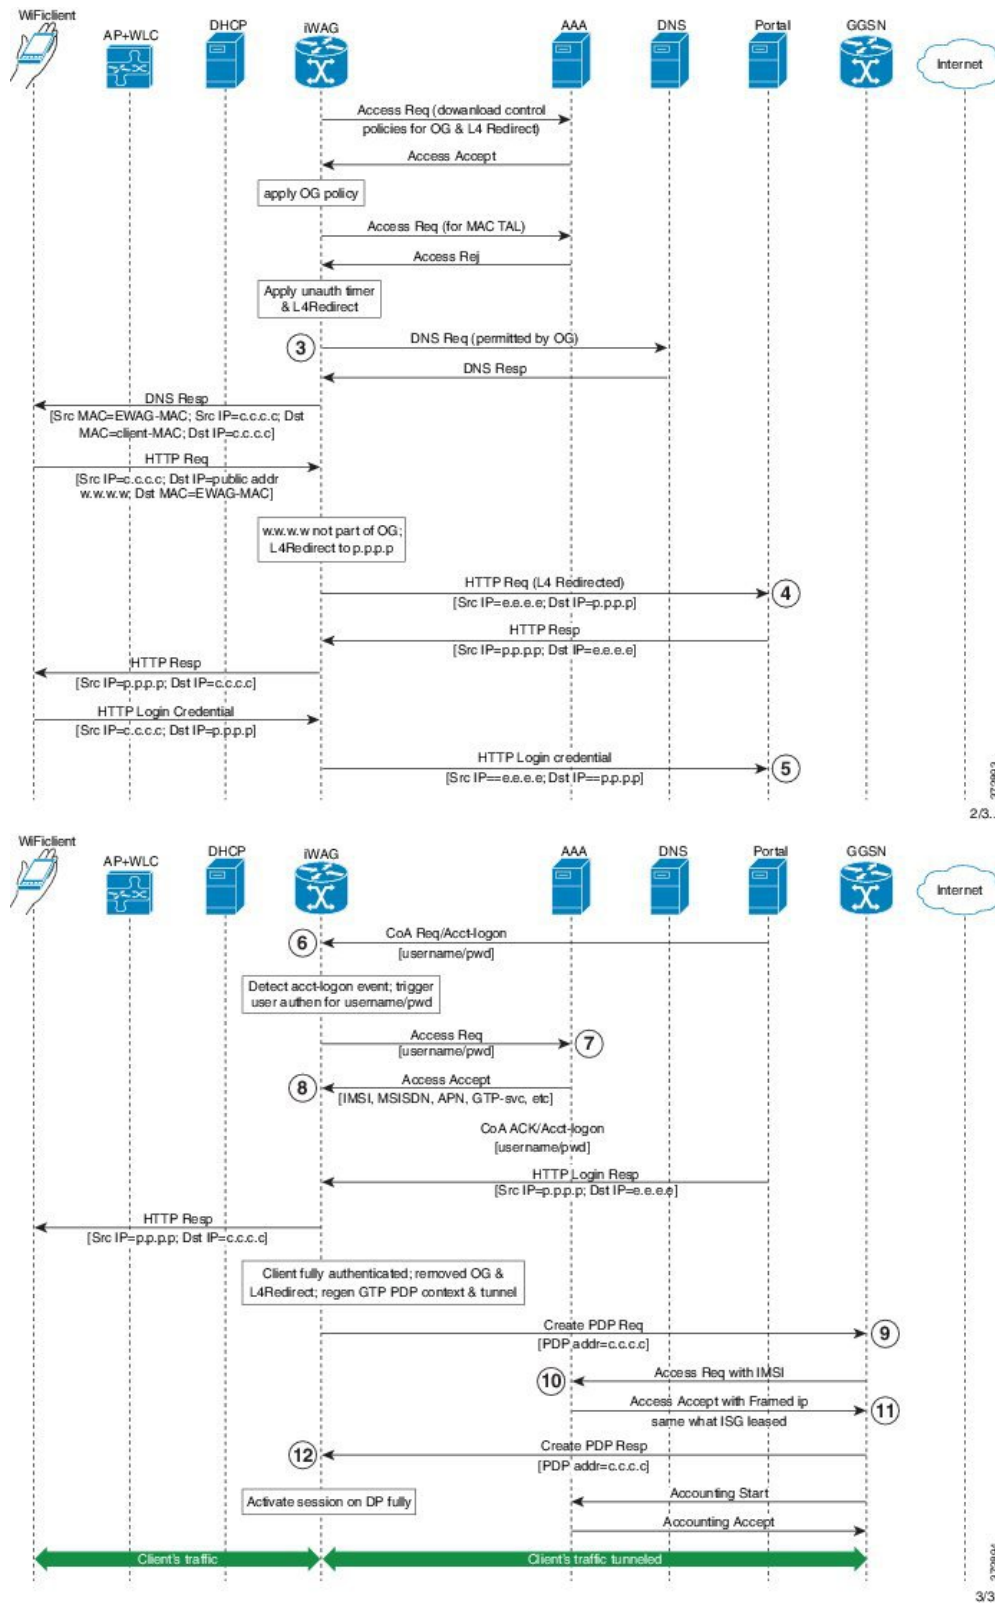 WiFiclient
AP+WLC
DHCP
iWAG
AAA
DNS
Portal
GGSN
Internet
Access Req (dowanload control
policies for OG & L4 Redirect)
Access Accept
apply OG policy
Access Req (for MAC TAL)
Access Rej
Apply unauth timer
& L4Redirect
3
DNS Req (permitted by OG)
DNS Resp
DNS Resp
[Src MAC=EWAG-MAC; Src IP=c.c.c.c; Dst
MAC=client-MAC; Dst IP=c.c.c.c]
HTTP Req
[Src IP=c.c.c.c; Dst IP=public addr
w.w.w.w; Dst MAC=EWAG-MAC]
w.w.w.w not part of OG;
L4Redirect to p.p.p.p
HTTP Req (L4 Redirected)
[Src IP=e.e.e.e; Dst IP=p.p.p.p]
4
HTTP Resp
[Src IP=p.p.p.p; Dst IP=e.e.e.e]
HTTP Resp
[Src IP=p.p.p.p; Dst IP=c.c.c.c]
HTTP Login Credential
[Src IP=c.c.c.c; Dst IP=p.p.p.p]
HTTP Login credential
[Src IP==e.e.e.e; Dst IP==p.p.p.p]
5
2/3..
WiFiclient
AP+WLC
DHCP
iWAG
AAA
DNS
Portal
GGSN
Internet
6
CoA Req/Acct-logon
[username/pwd]
Detect acct-logon event; trigger
user authen for username/pwd
Access Req
[username/pwd]
7
8
Access Accept
[IMSI, MSISDN, APN, GTP-svc, etc]
CoA ACK/Acct-logon
[username/pwd]
HTTP Login Resp
[Src IP=p.p.p.p; Dst IP=e.e.e.e]
HTTP Resp
[Src IP=p.p.p.p; Dst IP=c.c.c.c]
Client fully authenticated; removed OG &
L4Redirect; regen GTP PDP context & tunnel
Create PDP Req
[PDP addr=c.c.c.c]
9
10
Access Req with IMSI
Access Accept with Framed ip
same what ISG leased
11
12
Create PDP Resp
[PDP addr=c.c.c.c]
Activate session on DP fully
Accounting Start
Accounting Accept
Client's traffic
Client's traffic tunneled
3/3